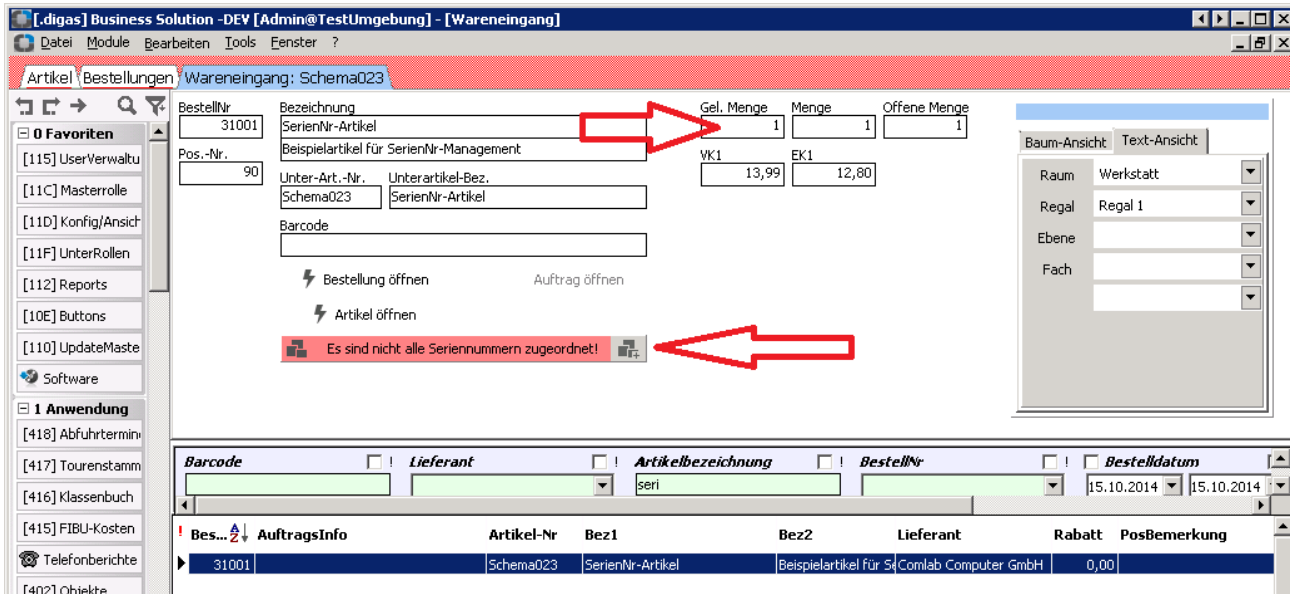 [.digas] Business Solution -DEV [Admin@TestUmgebung] - [Wareneingang]
Datei Module Bearbeiten Tools Fenster ?
Artikel Bestellungen Wareneingang: Schema023
0 Favoriten
[115] UserVerwaltu
[11C] Masterrolle
[11D] Konfig/Ansich
[11F] UnterRollen
[112] Reports
[10E] Buttons
[110] UpdateMaste
Software
1 Anwendung
[418] Abfuhrtermin
[417] Tourenstamm
[416] Klassenbuch
[415] FIBU-Kosten
Telefonberichte
[402] Objekte
BestellNr Bezeichnung Gel. Menge Menge Offene Menge
31001 SerienNr-Artikel 1 1 1
Beispielartikel für SerienNr-Management
Pos.-Nr. VK1 EK1
90 13,99 12,80
Unter-Art.-Nr. Unterartikel-Bez.
Schema023 SerienNr-Artikel
Barcode
Bestellung öffnen Auftrag öffnen
Artikel öffnen
Es sind nicht alle Seriennummern zugeordnet!
Baum-Ansicht Text-Ansicht
Raum Werkstatt
Regal Regal 1
Ebene
Fach
Barcode ! Lieferant ! Artikelbezeichnung ! BestellNr ! Bestelldatum
seri 15.10.2014 15.10.2014
! Bes... AZ AuftragsInfo Artikel-Nr Bez1 Bez2 Lieferant Rabatt PosBemerkung
31001 Schema023 SerienNr-Artikel Beispielartikel für Se Comlab Computer GmbH 0,00